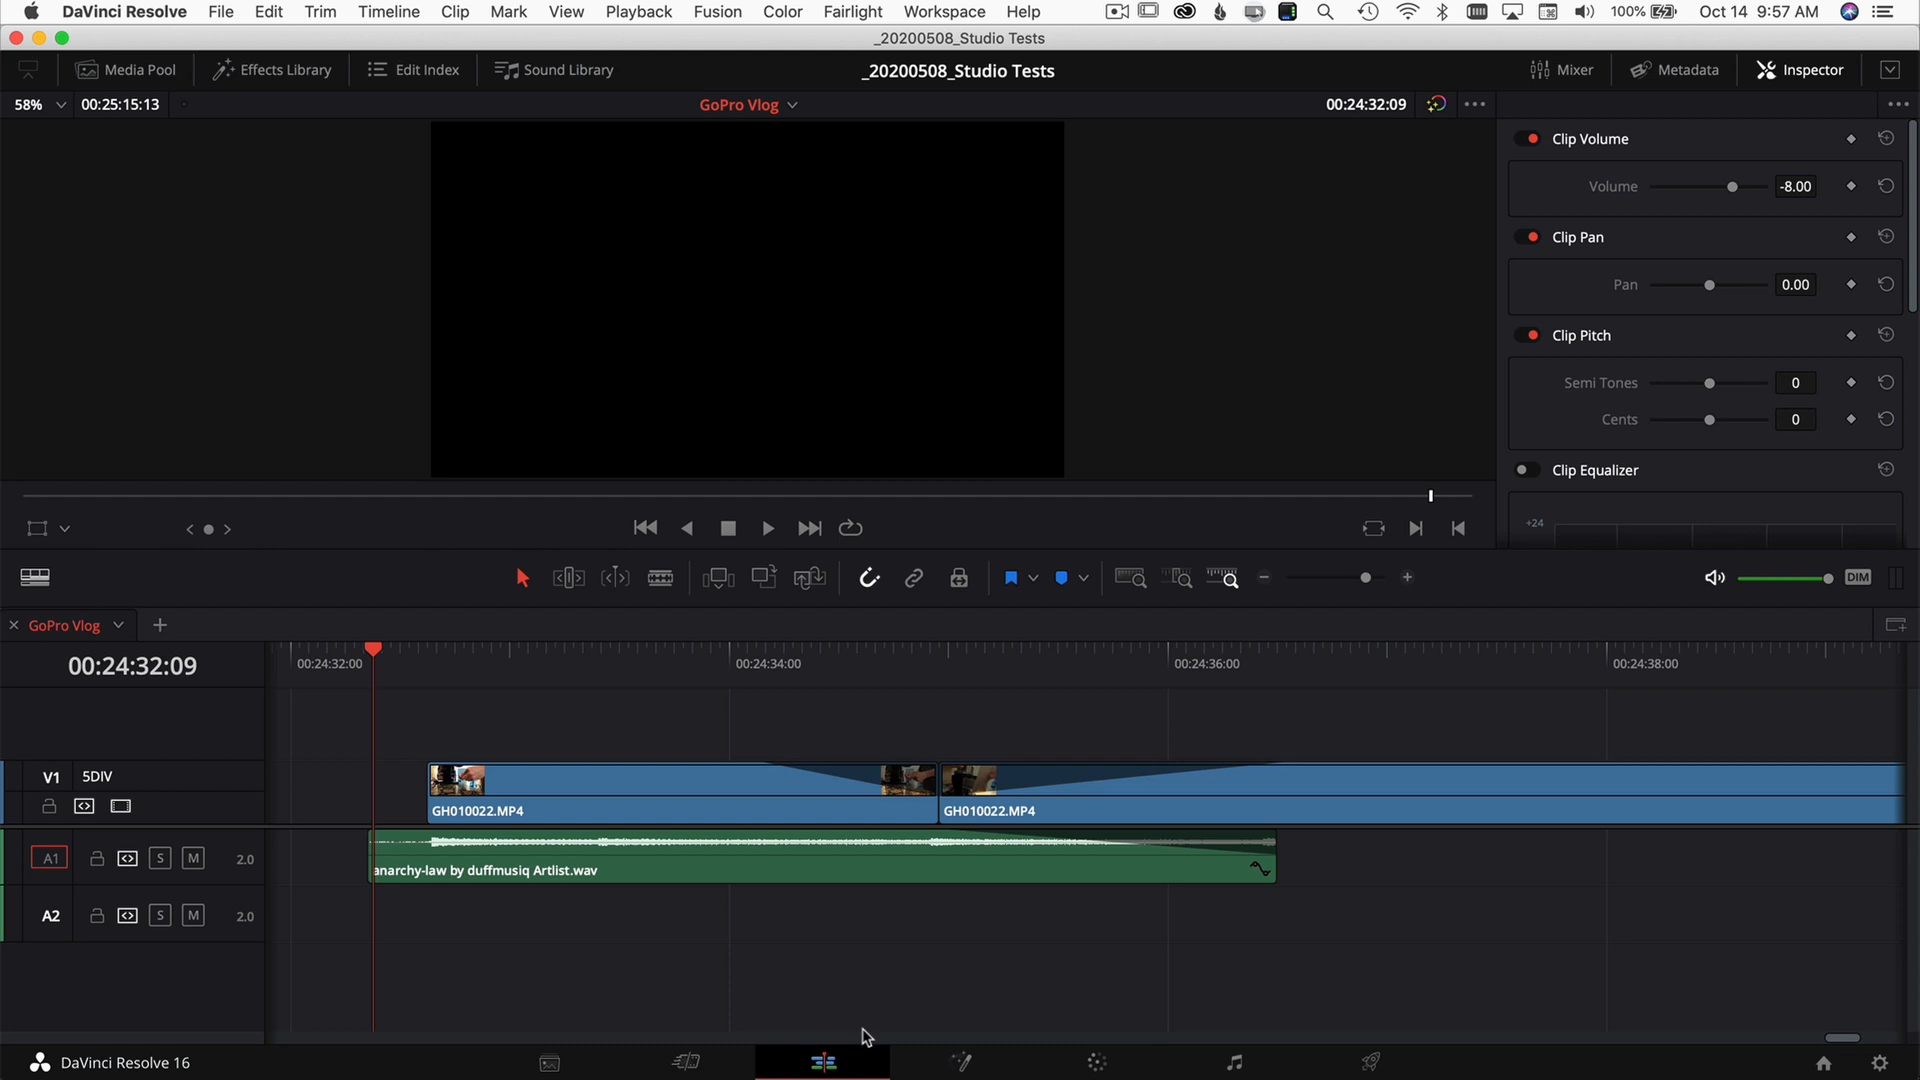 DaVinci Resolve File Edit Trim Timeline Clip Mark View Playback Fusion Color Fairlight Workspace Help 100% Oct 14 9:57 AM
_20200508_Studio Tests
Media Pool Effects Library Edit Index Sound Library _20200508_Studio Tests Mixer Metadata Inspector
58% 00:25:15:13 GoPro Vlog 00:24:32:09
Clip Volume
Volume -8.00
Clip Pan
Pan 0.00
Clip Pitch
Semi Tones 0
Cents 0
Clip Equalizer
+24
DIM
GoPro Vlog
00:24:32:09 00:24:32:00 00:24:34:00 00:24:36:00 00:24:38:00
V1 5DIV
GH010022.MP4 GH010022.MP4
A1 S M 2.0
anarchy-law by duffmusiq Artlist.wav
A2 S M 2.0
DaVinci Resolve 16